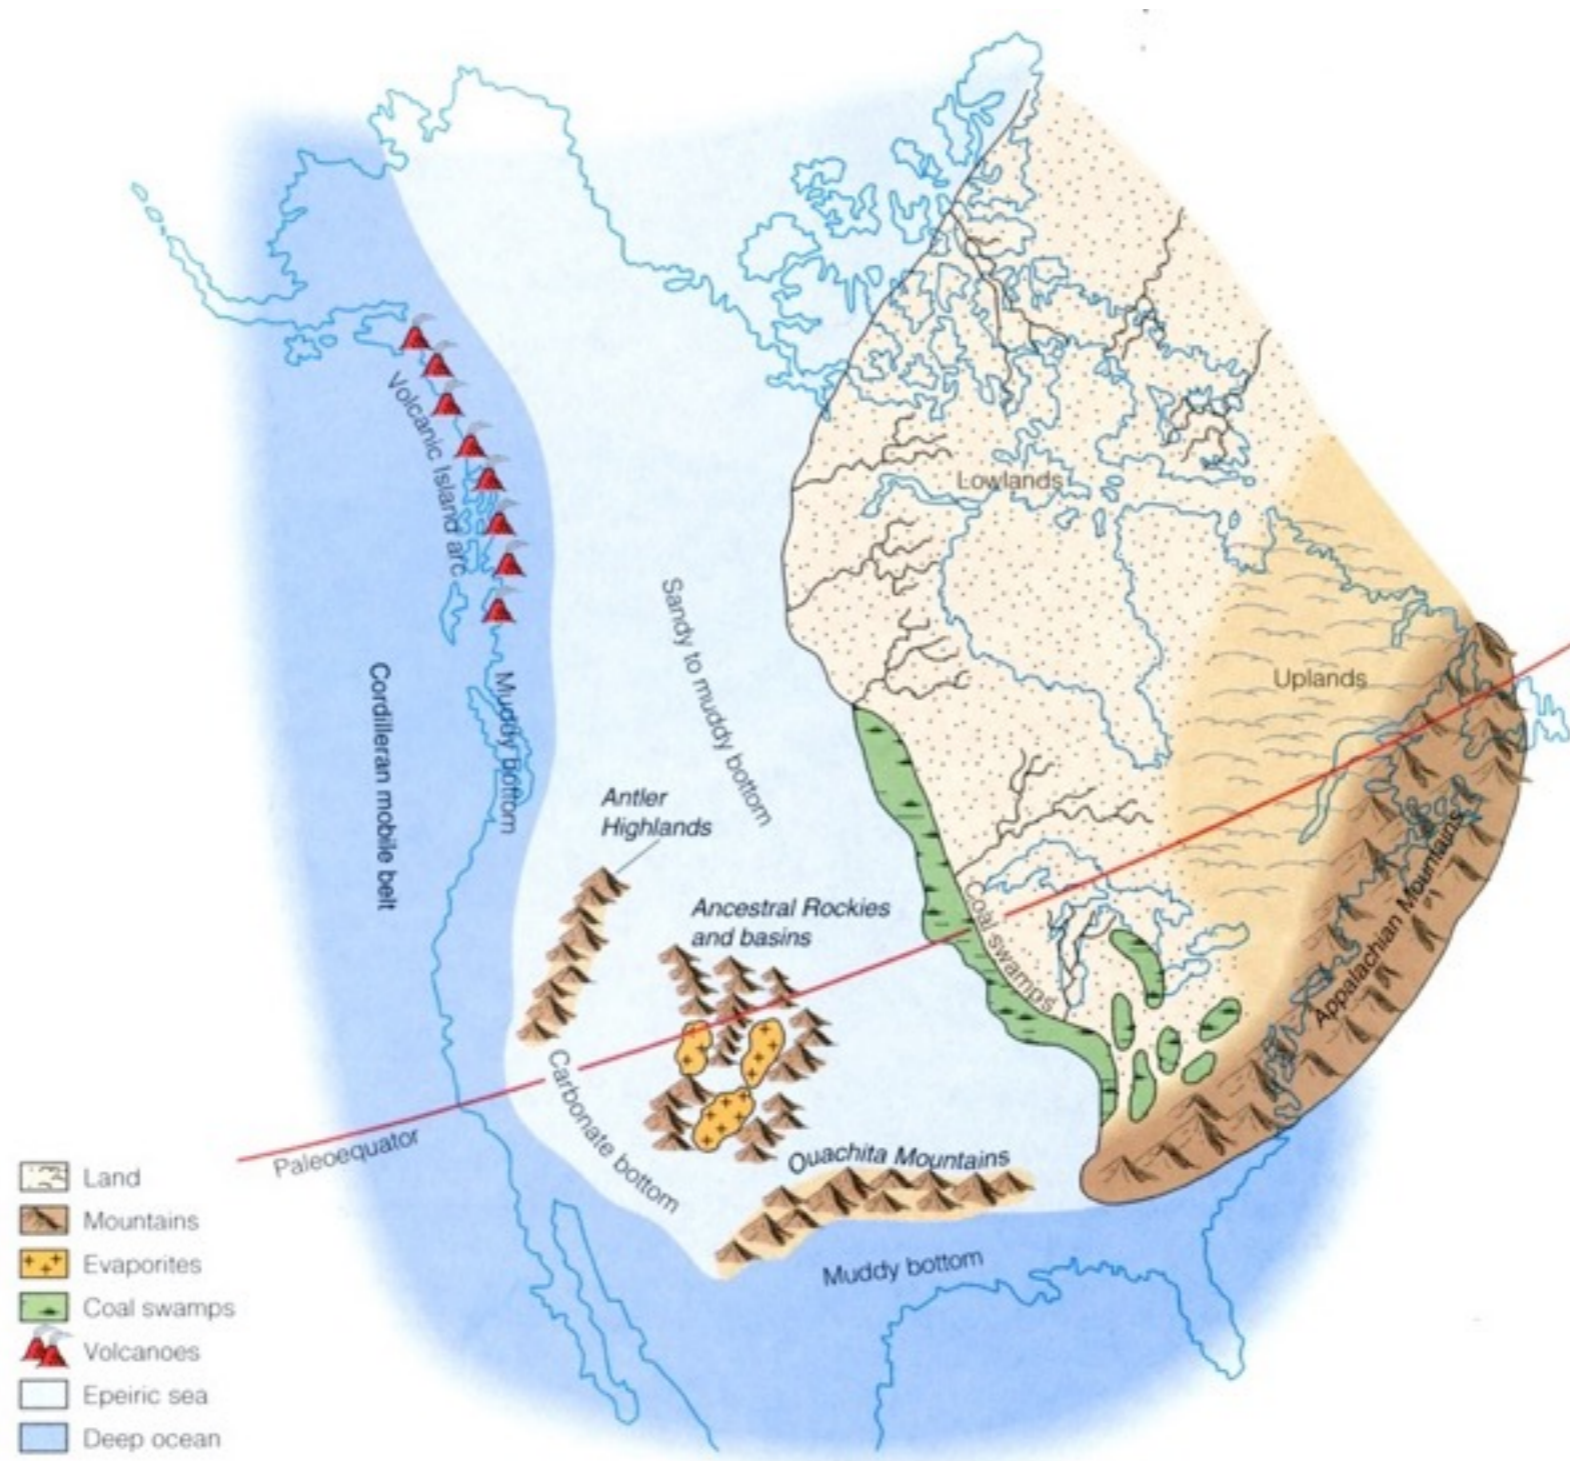 Volcanic Island arc
Lowlands
Sandy to muddy bottom
Uplands
Cordilleran mobile belt
Muddy bottom
Antler
Highlands
Ancestral Rockies
and basins
Coal swamps
Appalachian Mountains
Carbonate bottom
Paleoequator
Ouachita Mountains
Muddy bottom
Land
Mountains
Evaporites
Coal swamps
Volcanoes
Epeiric sea
Deep ocean